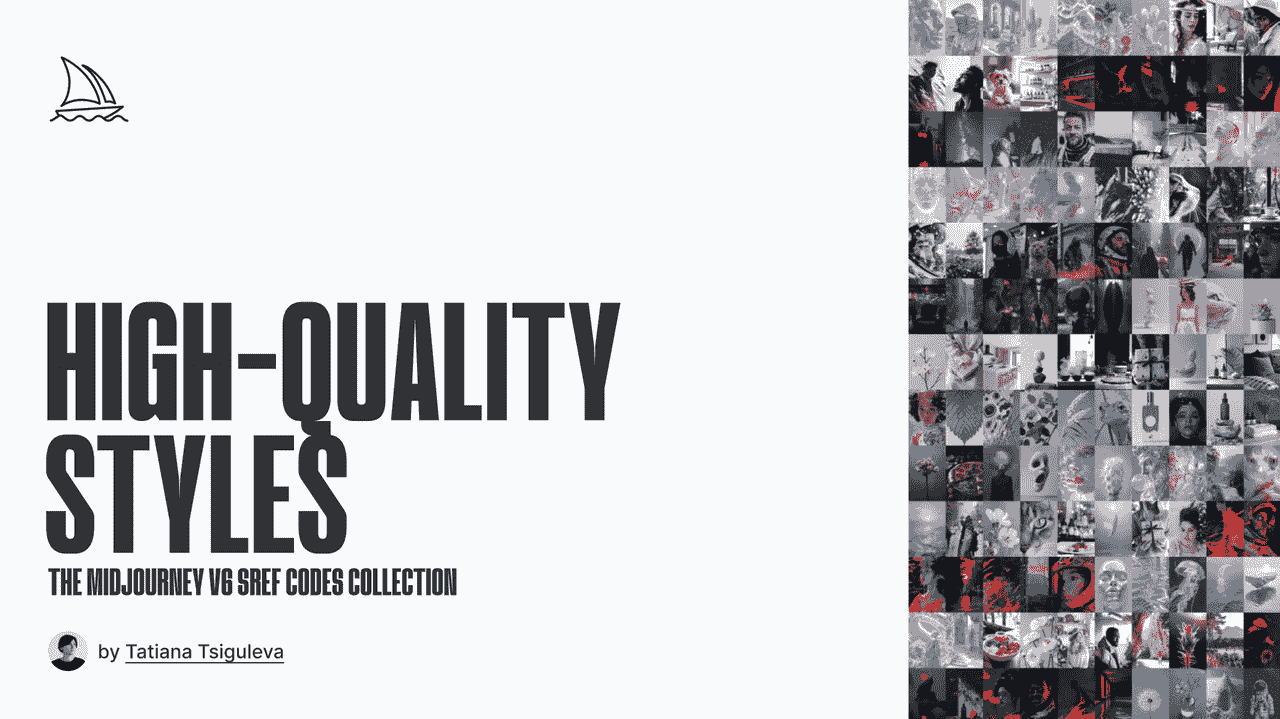 HIGH-QUALITY
STYLES
THE MIDJOURNEY V6 SREF CODES COLLECTION
by Tatiana Tsiguleva